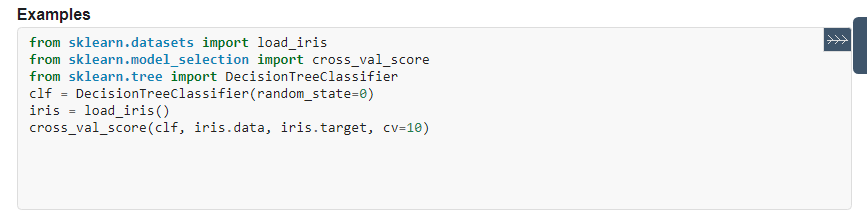 Examples
>>>
from sklearn.datasets import load_iris
from sklearn.model_selection import cross_val_score
from sklearn.tree import DecisionTreeClassifier
clf = DecisionTreeClassifier(random_state=0)
iris = load_iris()
cross_val_score(clf, iris.data, iris.target, cv=10)